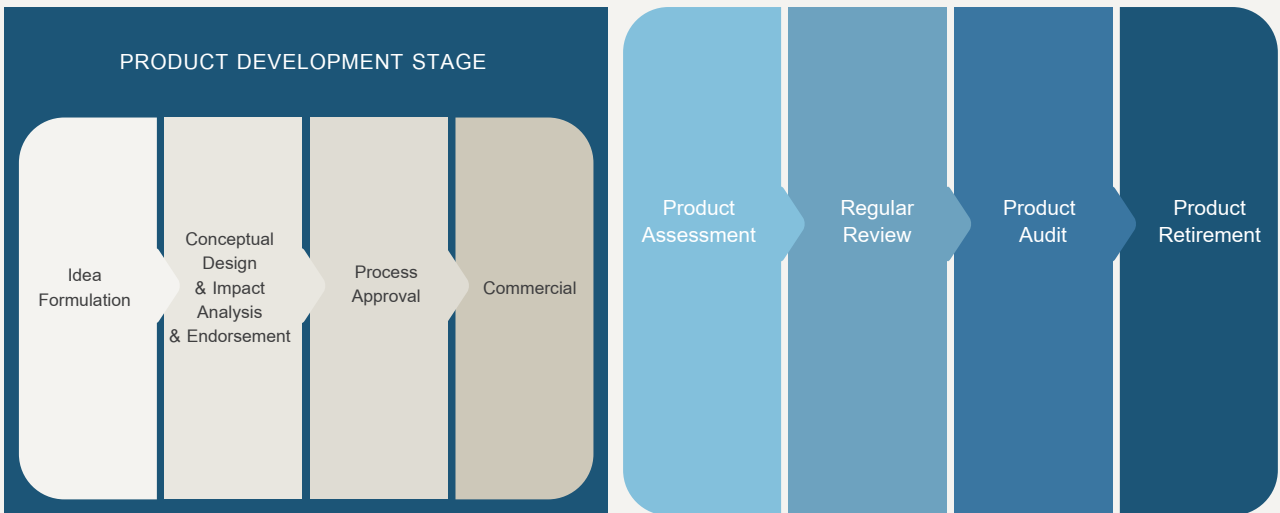 PRODUCT DEVELOPMENT STAGE
Idea
Formulation
Conceptual
Design
& Impact
Analysis
& Endorsement
Process
Approval
Commercial
Product
Assessment
Regular
Review
Product
Audit
Product
Retirement